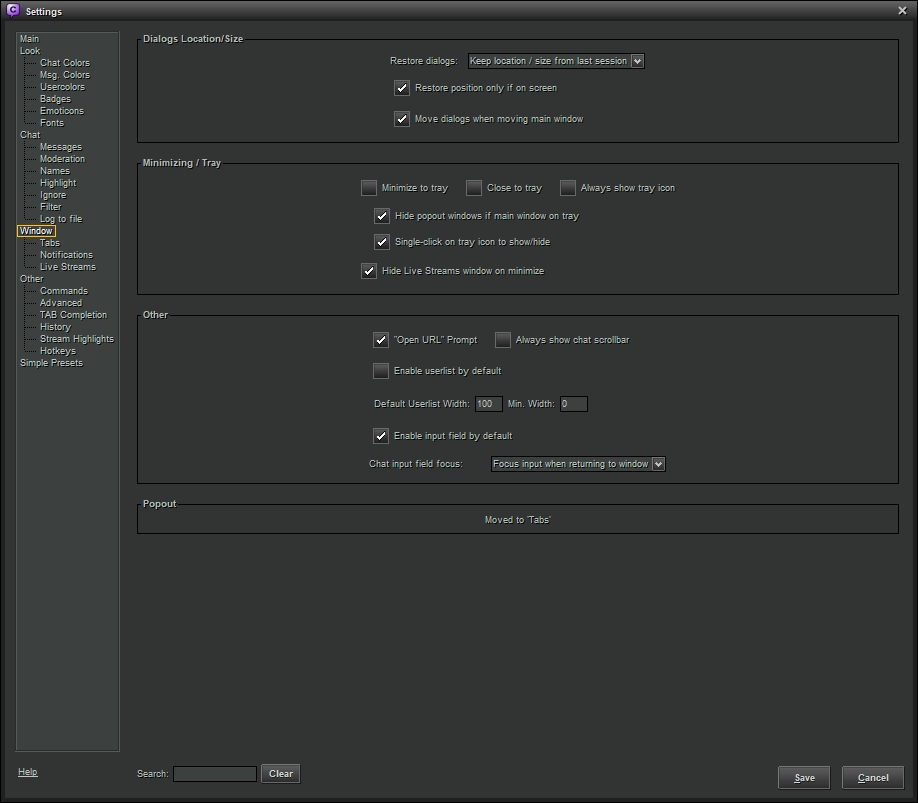 Settings
Main
Look
Chat Colors
Msg. Colors
Usercolors
Badges
Emoticons
Fonts
Chat
Messages
Moderation
Names
Highlight
Ignore
Filter
Log to file
Window
Tabs
Notifications
Live Streams
Other
Commands
Advanced
TAB Completion
History
Stream Highlights
Hotkeys
Simple Presets
Dialogs Location/Size
Restore dialogs: Keep location / size from last session
Restore position only if on screen
Move dialogs when moving main window
Minimizing / Tray
Minimize to tray Close to tray Always show tray icon
Hide popout windows if main window on tray
Single-click on tray icon to show/hide
Hide Live Streams window on minimize
Other
"Open URL" Prompt Always show chat scrollbar
Enable userlist by default
Default Userlist Width: 100 Min. Width: 0
Enable input field by default
Chat input field focus: Focus input when returning to window
Popout
Moved to 'Tabs'
Help
Search: Clear
Save Cancel